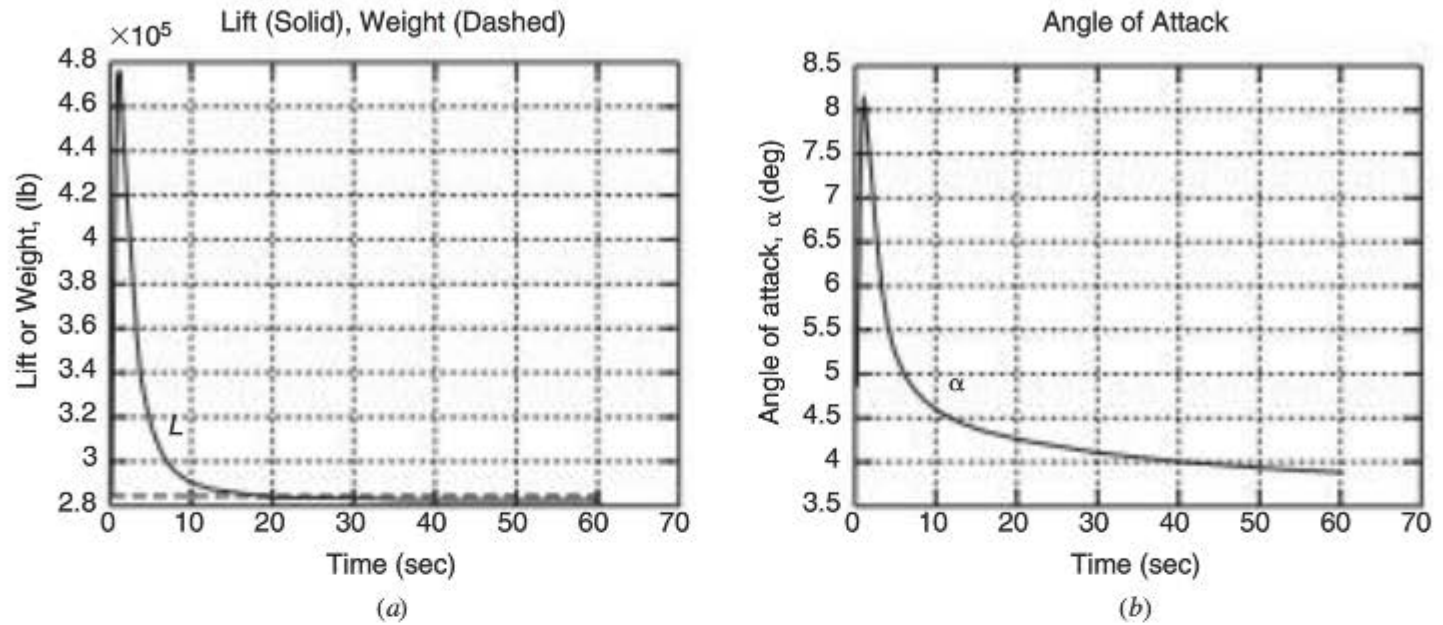 Lift (Solid), Weight (Dashed)
×10⁵
4.8
4.6
4.4
4.2
4
3.8
3.6
3.4
3.2
3
2.8
Lift or Weight, (lb)
L
0 10 20 30 40 50 60 70
Time (sec)
(a)
Angle of Attack
8.5
8
7.5
7
6.5
6
5.5
5
4.5
4
3.5
Angle of attack, α (deg)
α
0 10 20 30 40 50 60 70
Time (sec)
(b)